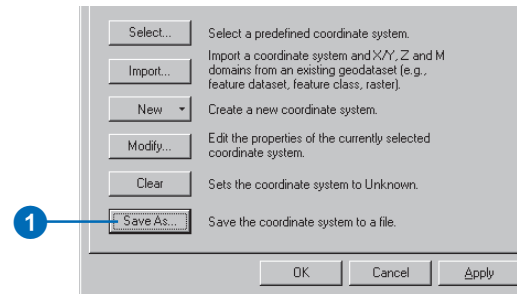 Select... Select a predefined coordinate system.
Import a coordinate system and X/Y, Z and M
Import... domains from an existing geodataset (e.g.,
feature dataset, feature class, raster).
New Create a new coordinate system.
Edit the properties of the currently selected
Modify... coordinate system.
Clear Sets the coordinate system to Unknown.
1 Save As... Save the coordinate system to a file.
OK Cancel Apply